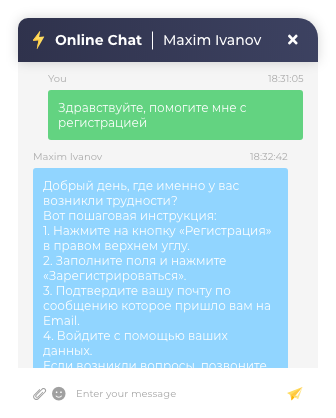 Online Chat | Maxim Ivanov
You 18:31:05
Здравствуйте, помогите мне с
регистрацией
Maxim Ivanov 18:32:42
Добрый день, где именно у вас
возникли трудности?
Вот пошаговая инструкция:
1. Нажмите на кнопку «Регистрация»
в правом верхнем углу.
2. Заполните поля и нажмите
«Зарегистрироваться».
3. Подтвердите вашу почту по
сообщению которое пришло вам на
Email.
4. Войдите с помощью ваших
данных.
Если возникли вопросы, позвоните
Enter your message